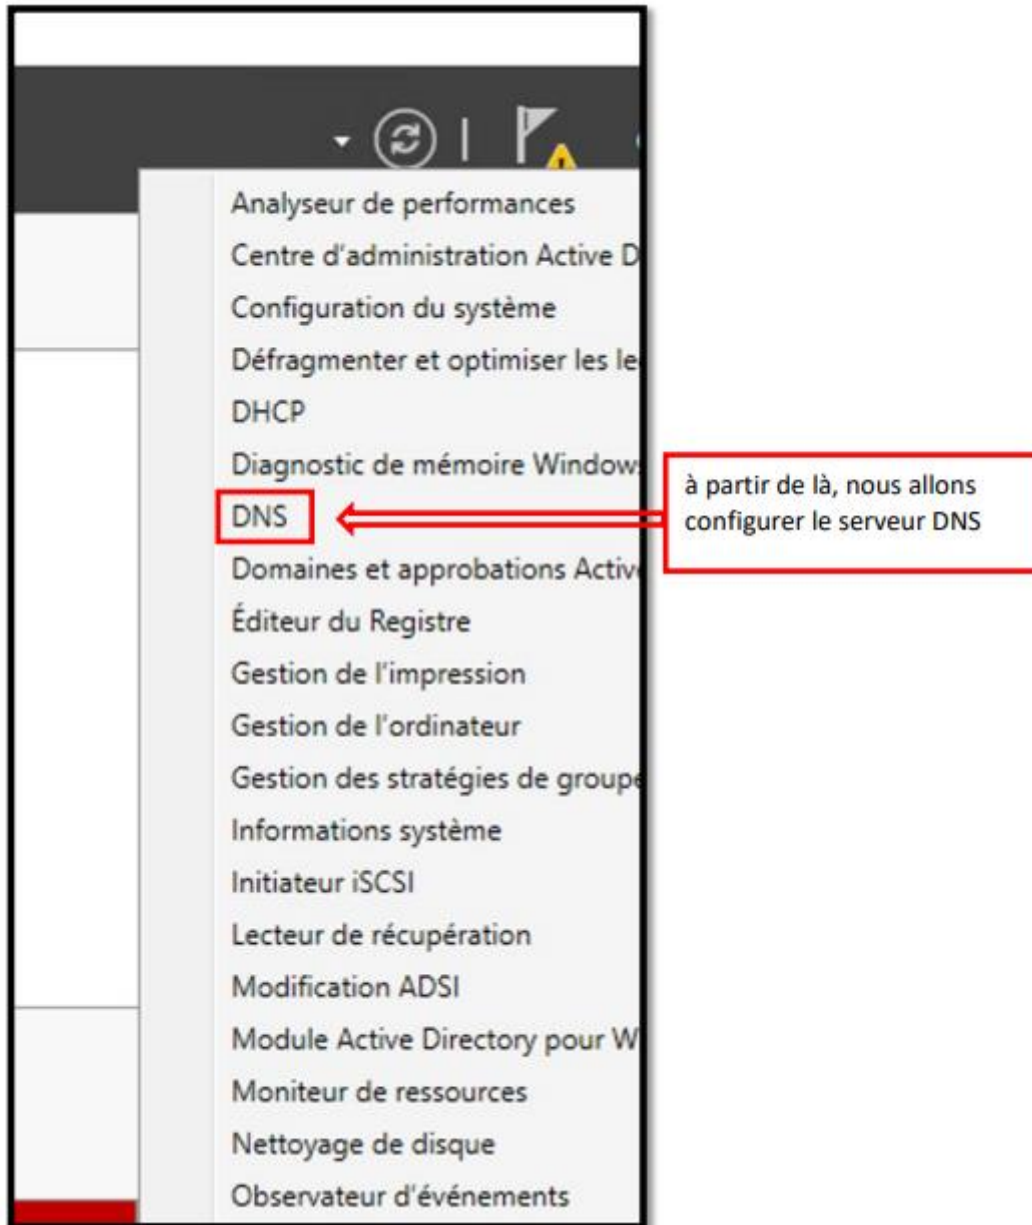 Analyseur de performances
Centre d'administration Active D
Configuration du système
Défragmenter et optimiser les le
DHCP
Diagnostic de mémoire Windows
DNS
à partir de là, nous allons
configurer le serveur DNS
Domaines et approbations Activ
Éditeur du Registre
Gestion de l'impression
Gestion de l'ordinateur
Gestion des stratégies de groupe
Informations système
Initiateur iSCSI
Lecteur de récupération
Modification ADSI
Module Active Directory pour W
Moniteur de ressources
Nettoyage de disque
Observateur d'événements